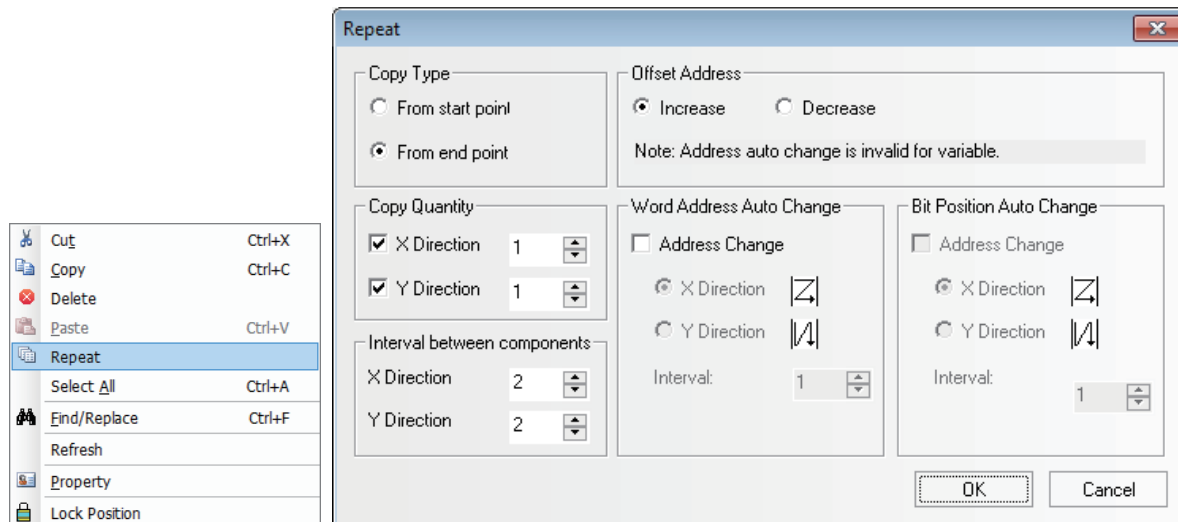 Cut Ctrl+X
Copy Ctrl+C
Delete
Paste Ctrl+V
Repeat
Select All Ctrl+A
Find/Replace Ctrl+F
Refresh
Property
Lock Position
Repeat
Copy Type
From start point
From end point
Offset Address
Increase Decrease
Note: Address auto change is invalid for variable.
Copy Quantity
X Direction 1
Y Direction 1
Interval between components
X Direction 2
Y Direction 2
Word Address Auto Change
Address Change
X Direction
Y Direction
Interval: 1
Bit Position Auto Change
Address Change
X Direction
Y Direction
Interval: 1
OK Cancel